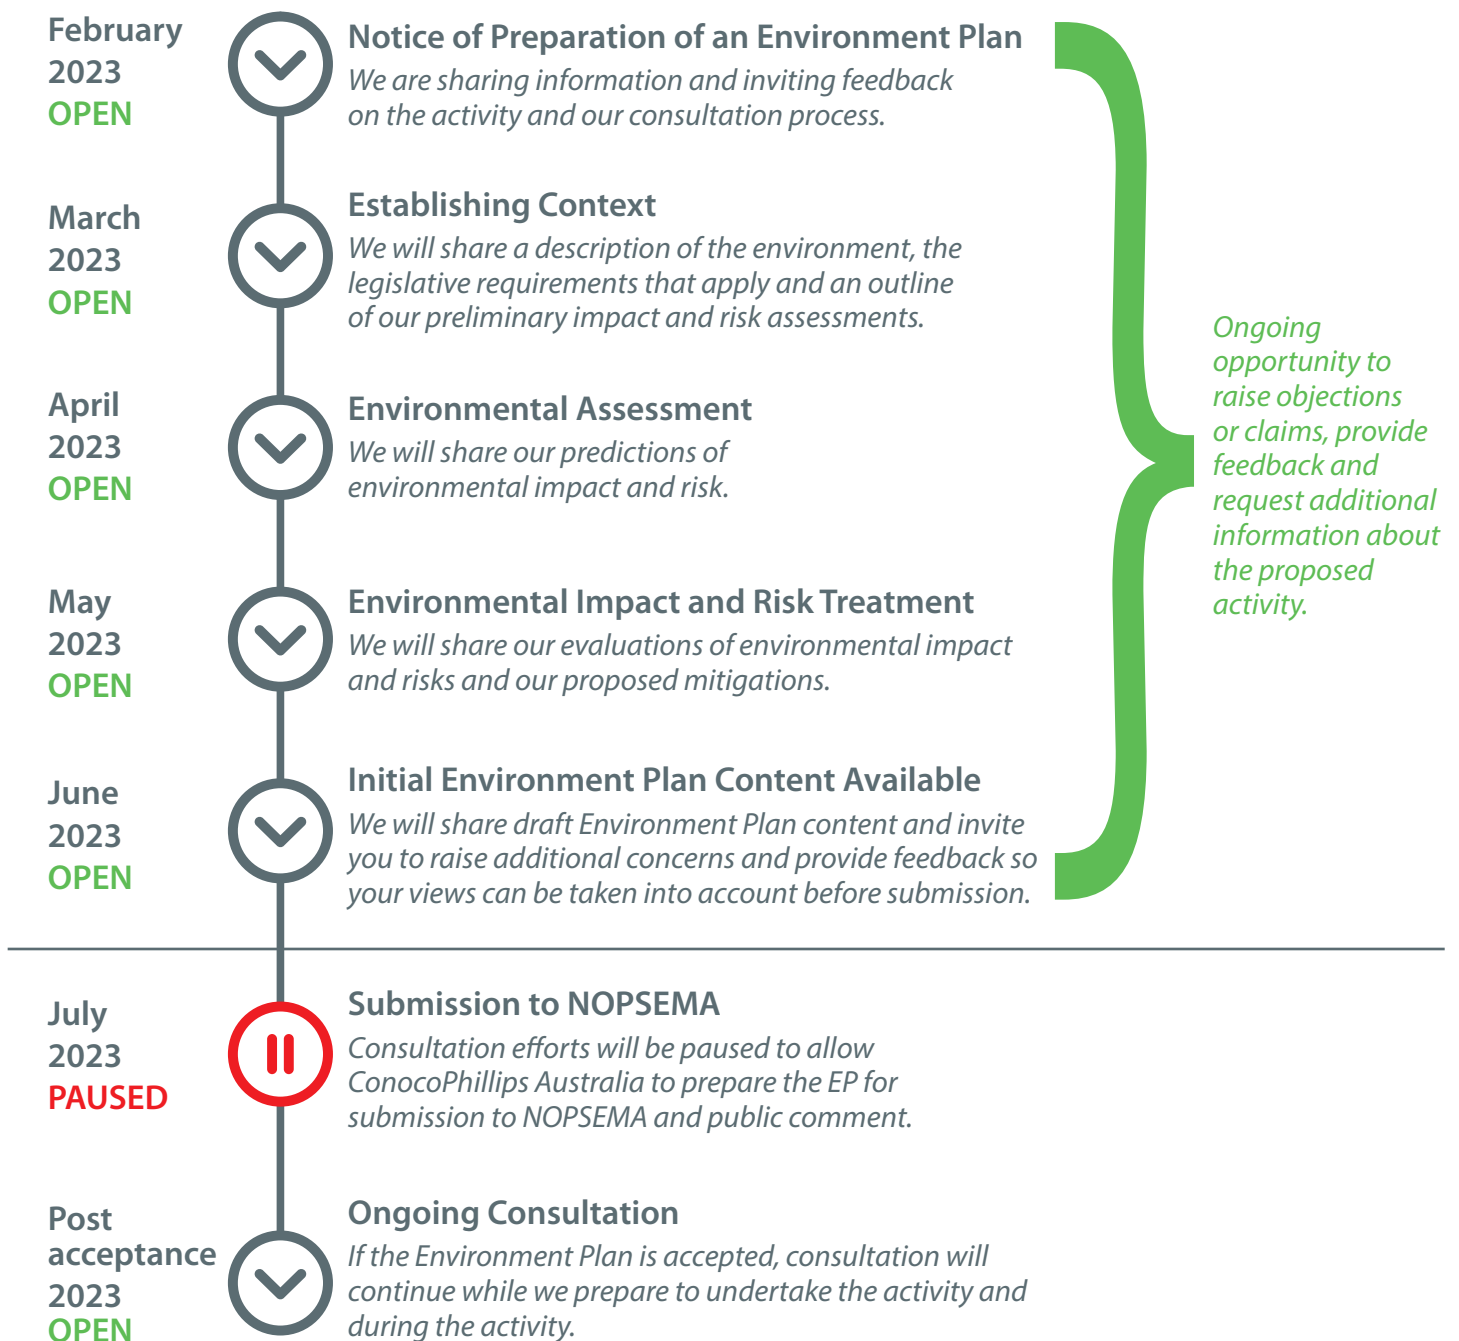 February
2023
OPEN
Notice of Preparation of an Environment Plan
We are sharing information and inviting feedback
on the activity and our consultation process.
March
2023
OPEN
Establishing Context
We will share a description of the environment, the
legislative requirements that apply and an outline
of our preliminary impact and risk assessments.
April
2023
OPEN
Environmental Assessment
We will share our predictions of
environmental impact and risk.
May
2023
OPEN
Environmental Impact and Risk Treatment
We will share our evaluations of environmental impact
and risks and our proposed mitigations.
June
2023
OPEN
Initial Environment Plan Content Available
We will share draft Environment Plan content and invite
you to raise additional concerns and provide feedback so
your views can be taken into account before submission.
Ongoing
opportunity to
raise objections
or claims, provide
feedback and
request additional
information about
the proposed
activity.
July
2023
PAUSED
Submission to NOPSEMA
Consultation efforts will be paused to allow
ConocoPhillips Australia to prepare the EP for
submission to NOPSEMA and public comment.
Post
acceptance
2023
OPEN
Ongoing Consultation
If the Environment Plan is accepted, consultation will
continue while we prepare to undertake the activity and
during the activity.